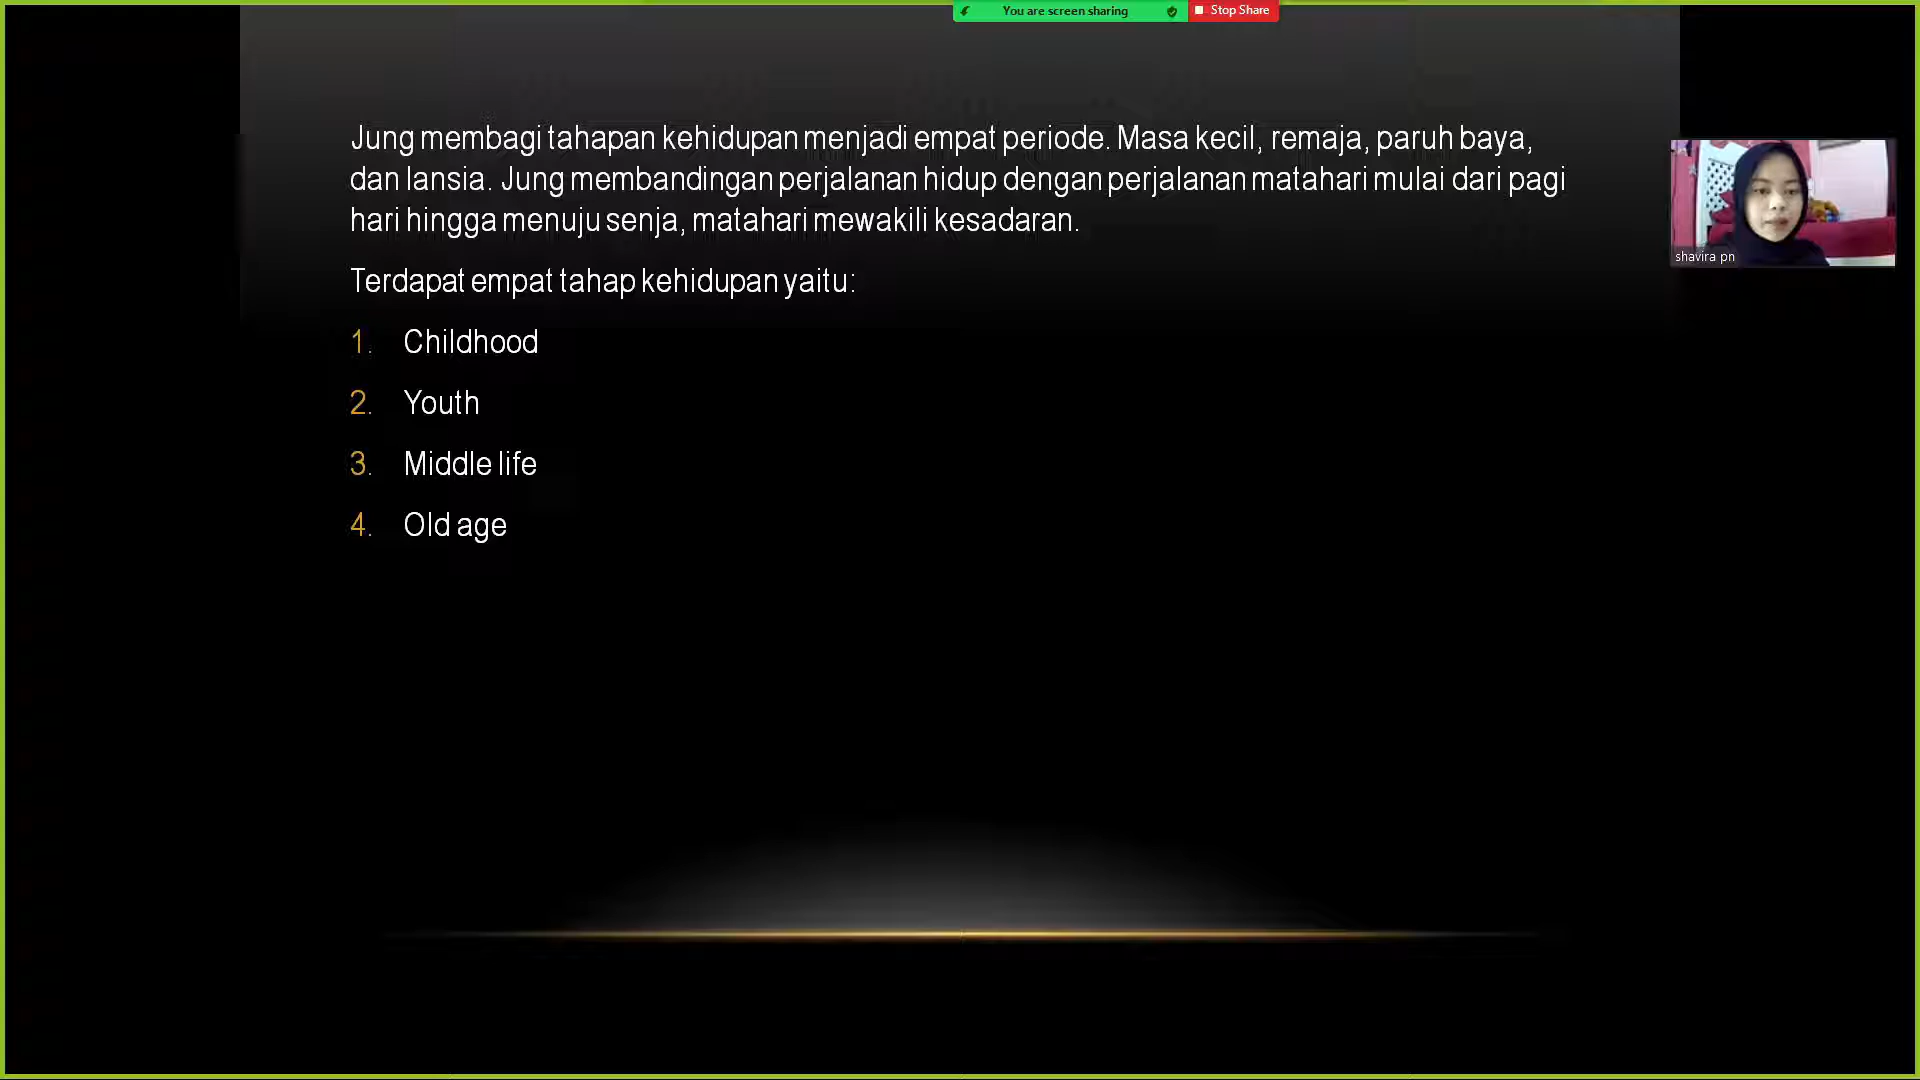 You are screen sharing
Stop Share
Jung membagi tahapan kehidupan menjadi empat periode. Masa kecil, remaja, paruh baya,
dan lansia. Jung membandingan perjalanan hidup dengan perjalanan matahari mulai dari pagi
hari hingga menuju senja, matahari mewakili kesadaran.
shavira pn
Terdapat empat tahap kehidupan yaitu:
1. Childhood
2. Youth
3. Middle life
4. Old age